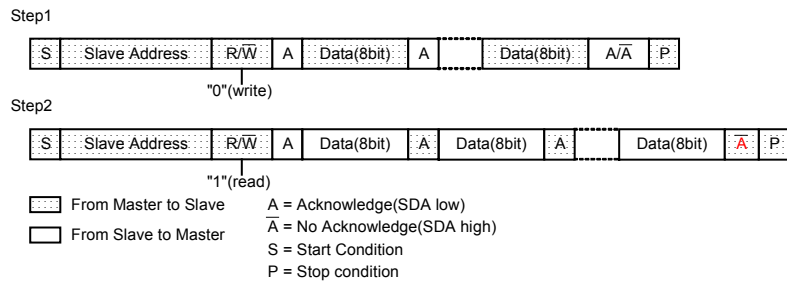 Step1
S Slave Address R/W̅ A Data(8bit) A Data(8bit) A/A̅ P
"0"(write)
Step2
S Slave Address R/W̅ A Data(8bit) A Data(8bit) A Data(8bit) A̅ P
"1"(read)
From Master to Slave A = Acknowledge(SDA low)
A̅ = No Acknowledge(SDA high)
From Slave to Master
S = Start Condition
P = Stop condition